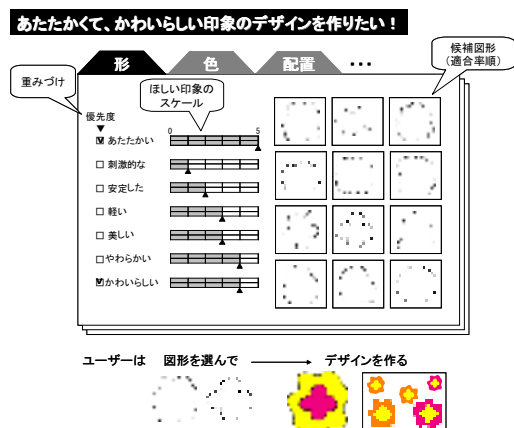 あたたかくて、かわいらしい印象のデザインを作りたい！
形 色 配置 ・・・
候補図形
（適合率順）
重みづけ
ほしい印象の
スケール
優先度
▼
0 5
あたたかい
刺激的な
安定した
軽い
美しい
やわらかい
かわいらしい
ユーザーは 図形を選んで デザインを作る